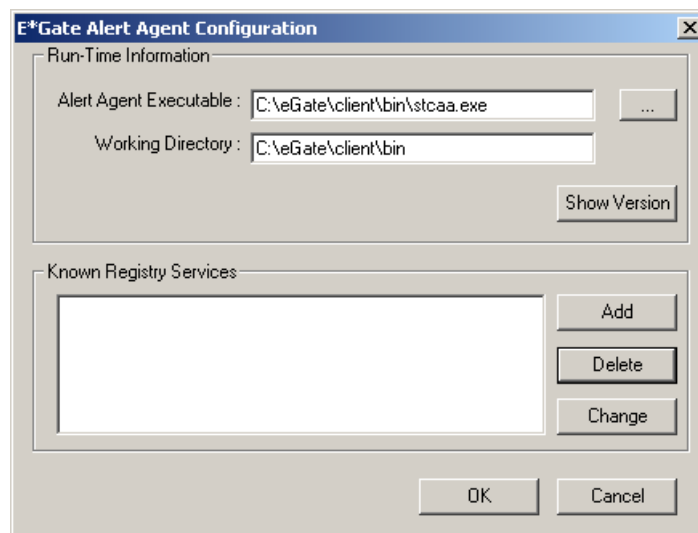 E*Gate Alert Agent Configuration
Run-Time Information
Alert Agent Executable : C:\eGate\client\bin\stcaa.exe ...
Working Directory : C:\eGate\client\bin
Show Version
Known Registry Services
Add
Delete
Change
OK Cancel